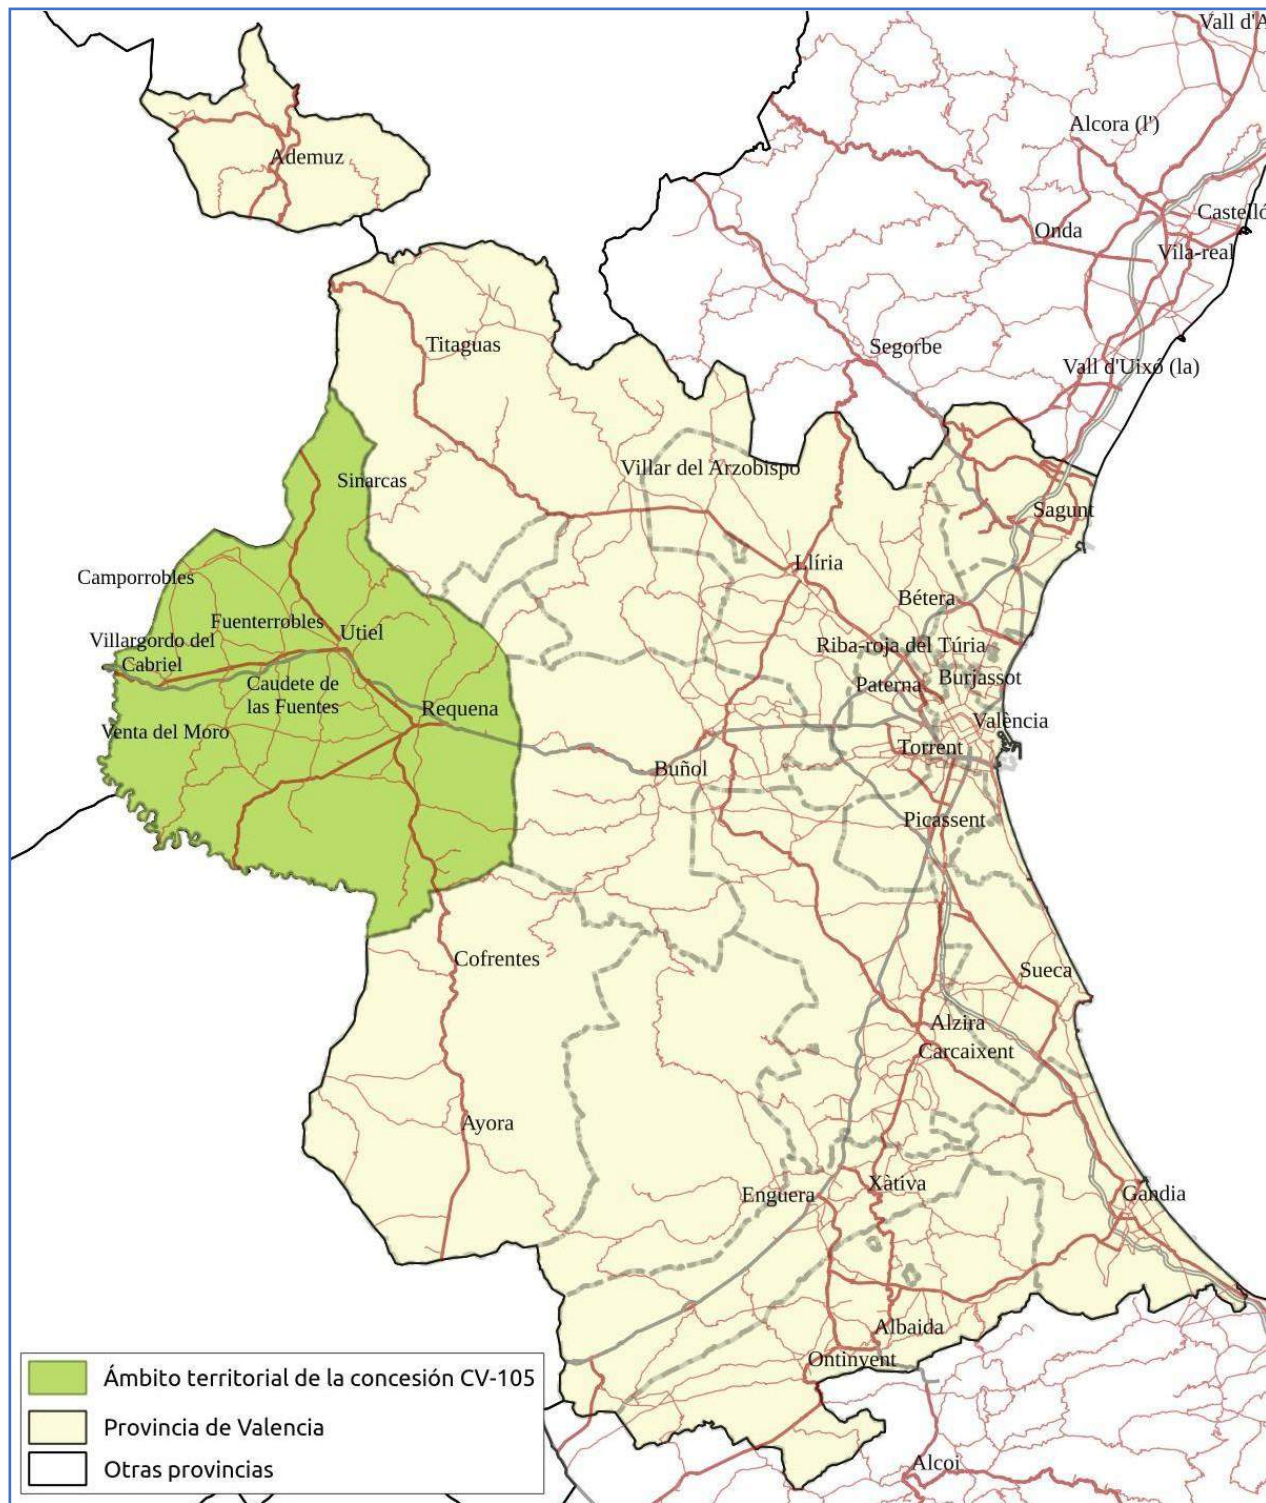 Vall d'A
Alcora (l')
Ademuz
Castelló
Onda
Vila-real
Titaguas
Segorbe
Vall d'Uixó (la)
Villar del Arzobispo
Sinarcas
Sagunt
Llíria
Camporrobles
Bétera
Fuenterrobles
Utiel
Villargordo del
Cabriel
Riba-roja del Túria
Burjassot
Paterna
Caudete de
las Fuentes
Requena
València
Venta del Moro
Torrent
Buñol
Picassent
Cofrentes
Sueca
Alzira
Carcaixent
Ayora
Xàtiva
Enguera
Gandia
Albaida
Ontinyent
Alcoi
Ámbito territorial de la concesión CV-105
Provincia de Valencia
Otras provincias